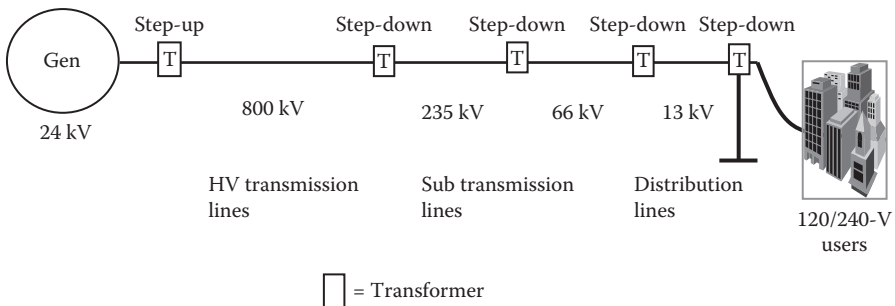 Step-up
Step-down
Step-down
Step-down
Step-down
Gen
T
T
T
T
T
24 kV
800 kV
235 kV
66 kV
13 kV
HV transmission
lines
Sub transmission
lines
Distribution
lines
120/240-V
users
= Transformer